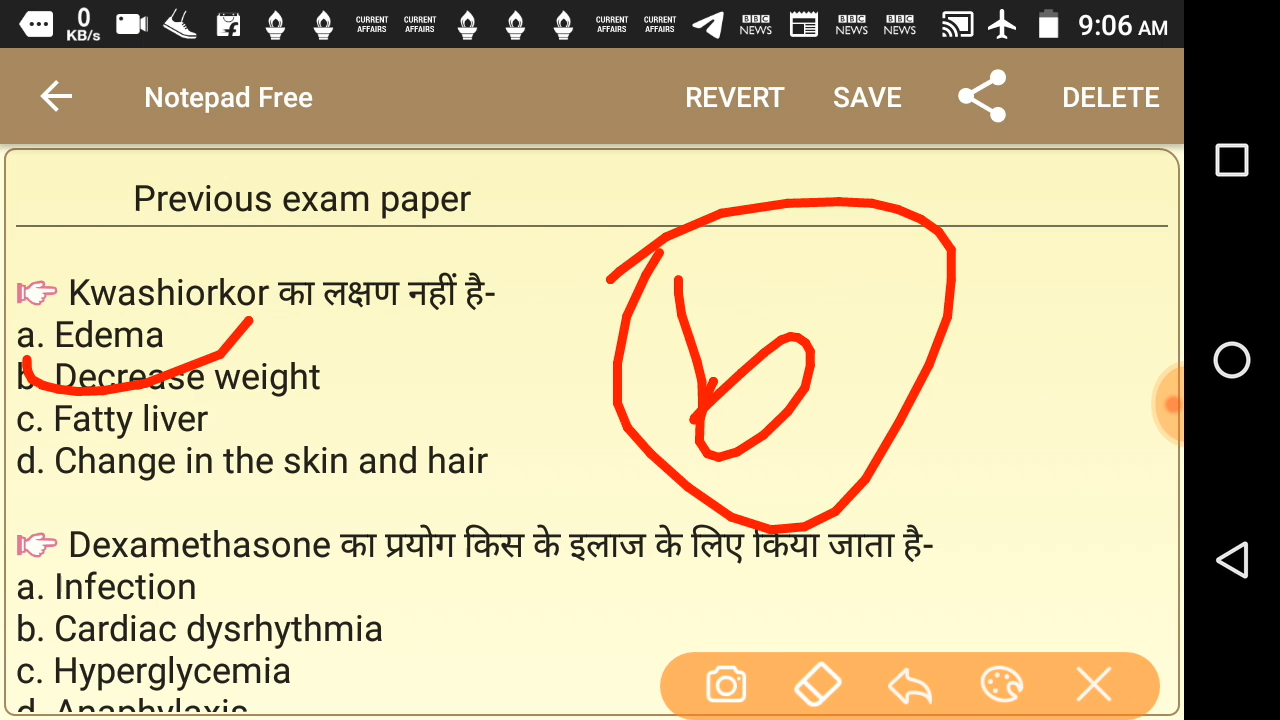 0
KB/s
CURRENT
AFFAIRS
CURRENT
AFFAIRS
CURRENT
AFFAIRS
CURRENT
AFFAIRS
BBC
NEWS
BBC
NEWS
BBC
NEWS
9:06 AM
Notepad Free
REVERT
SAVE
DELETE
Previous exam paper
👉 Kwashiorkor का लक्षण नहीं है-
a. Edema
b. Decrease weight
c. Fatty liver
d. Change in the skin and hair
b
👉 Dexamethasone का प्रयोग किस के इलाज के लिए किया जाता है-
a. Infection
b. Cardiac dysrhythmia
c. Hyperglycemia
d. Anaphylaxis